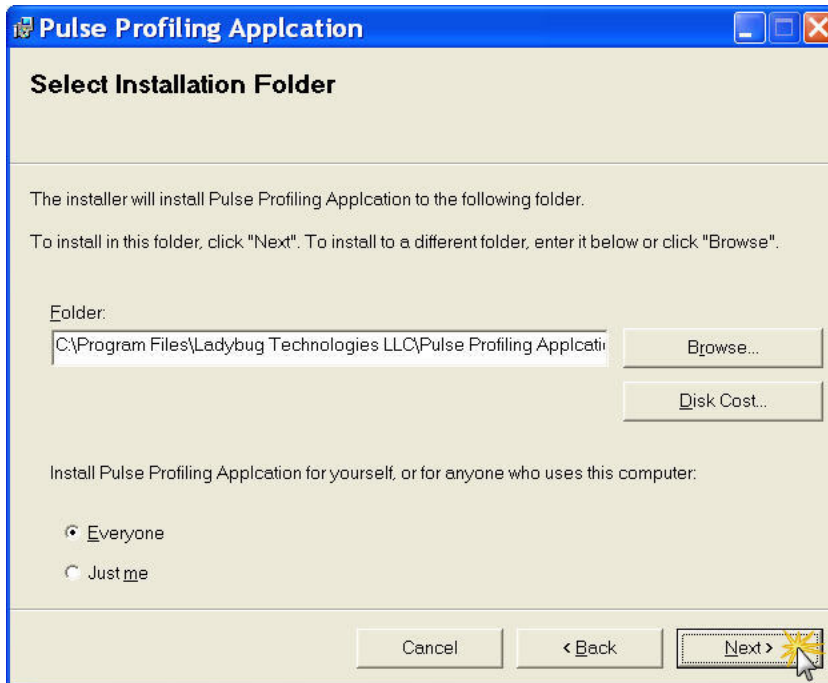 Pulse Profiling Applcation
Select Installation Folder
The installer will install Pulse Profiling Applcation to the following folder.
To install in this folder, click "Next". To install to a different folder, enter it below or click "Browse".
Folder:
C:\Program Files\Ladybug Technologies LLC\Pulse Profiling Applcati
Browse...
Disk Cost...
Install Pulse Profiling Applcation for yourself, or for anyone who uses this computer:
Everyone
Just me
Cancel
< Back
Next >